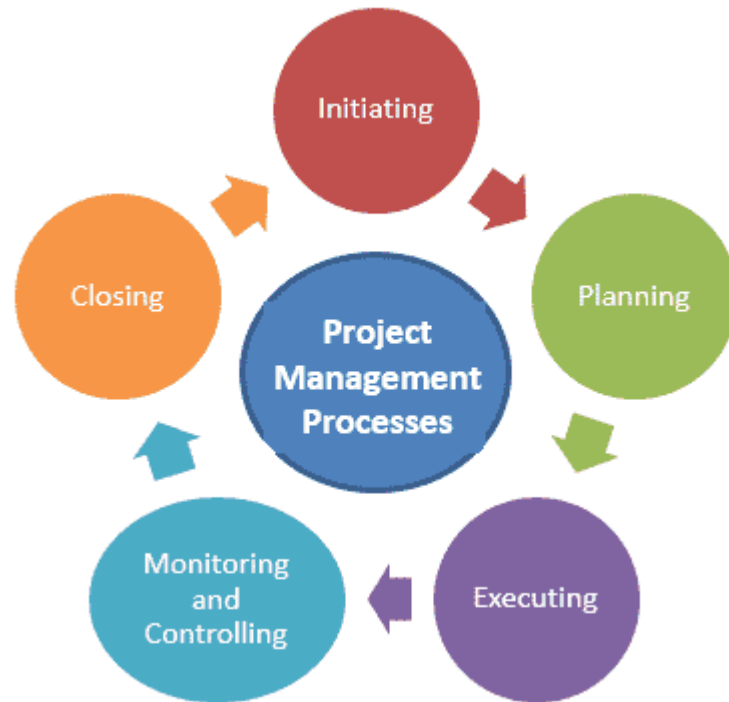 Initiating
Planning
Executing
Monitoring
and
Controlling
Closing
Project
Management
Processes